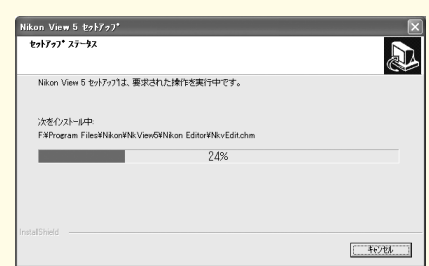 Nikon View 5 セットアップ
セットアップ ステータス
Nikon View 5 セットアップは、要求された操作を実行中です。
次をインストール中:
F:¥Program Files¥Nikon¥NkView5¥Nikon Editor¥NkvEdit.chm
24%
InstallShield
キャンセル